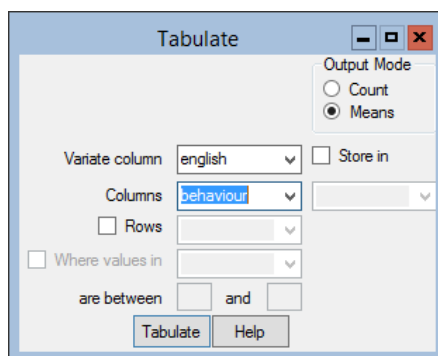 Tabulate
Output Mode
Count
Means
Variate column english Store in
Columns behaviour
Rows
Where values in
are between and
Tabulate Help